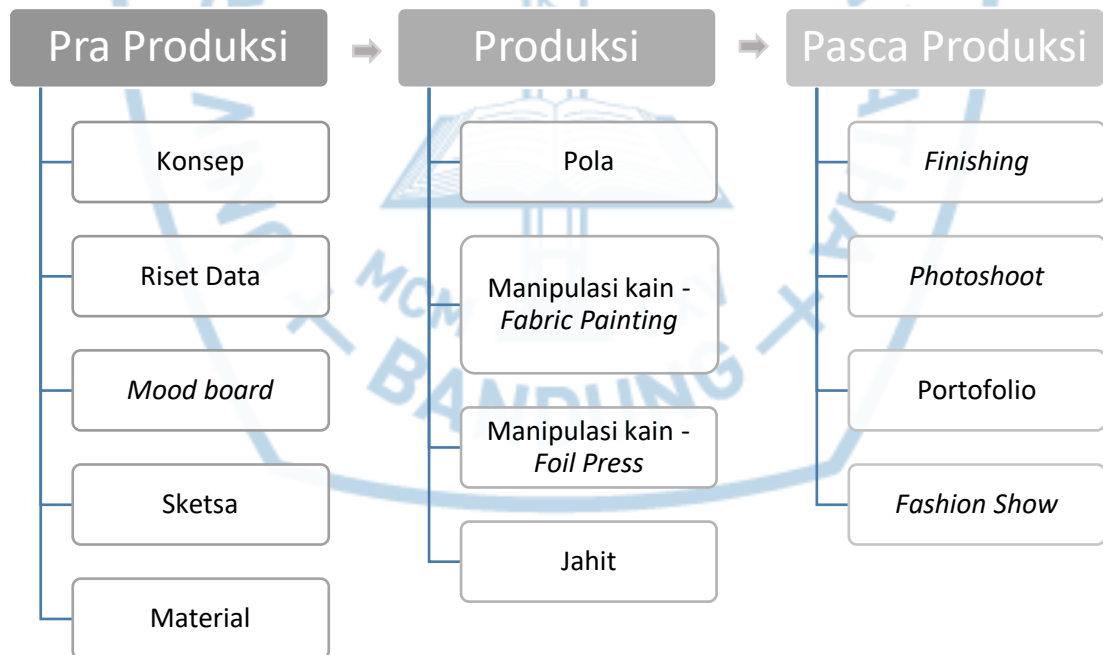 Pra Produksi
Konsep
Riset Data
Mood board
Sketsa
Material
Produksi
Pola
Manipulasi kain -
Fabric Painting
Manipulasi kain -
Foil Press
Jahit
Pasca Produksi
Finishing
Photoshoot
Portofolio
Fashion Show
BANDUNG